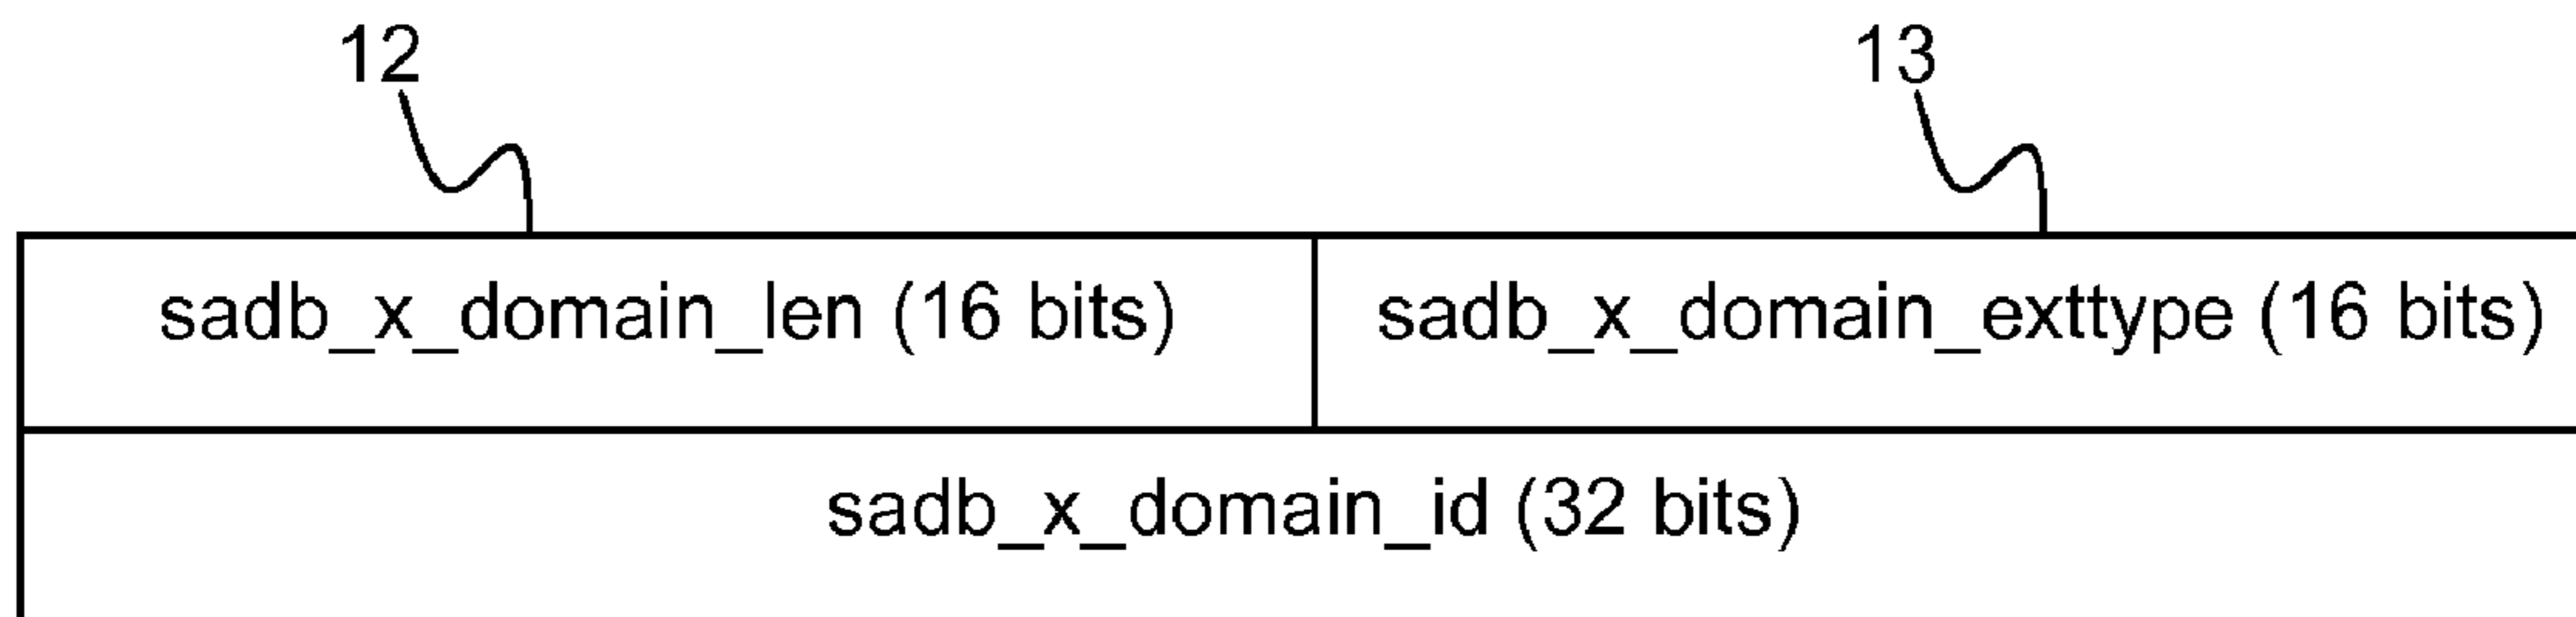 12 13
sadb_x_domain_len (16 bits) sadb_x_domain_exttype (16 bits)
sadb_x_domain_id (32 bits)